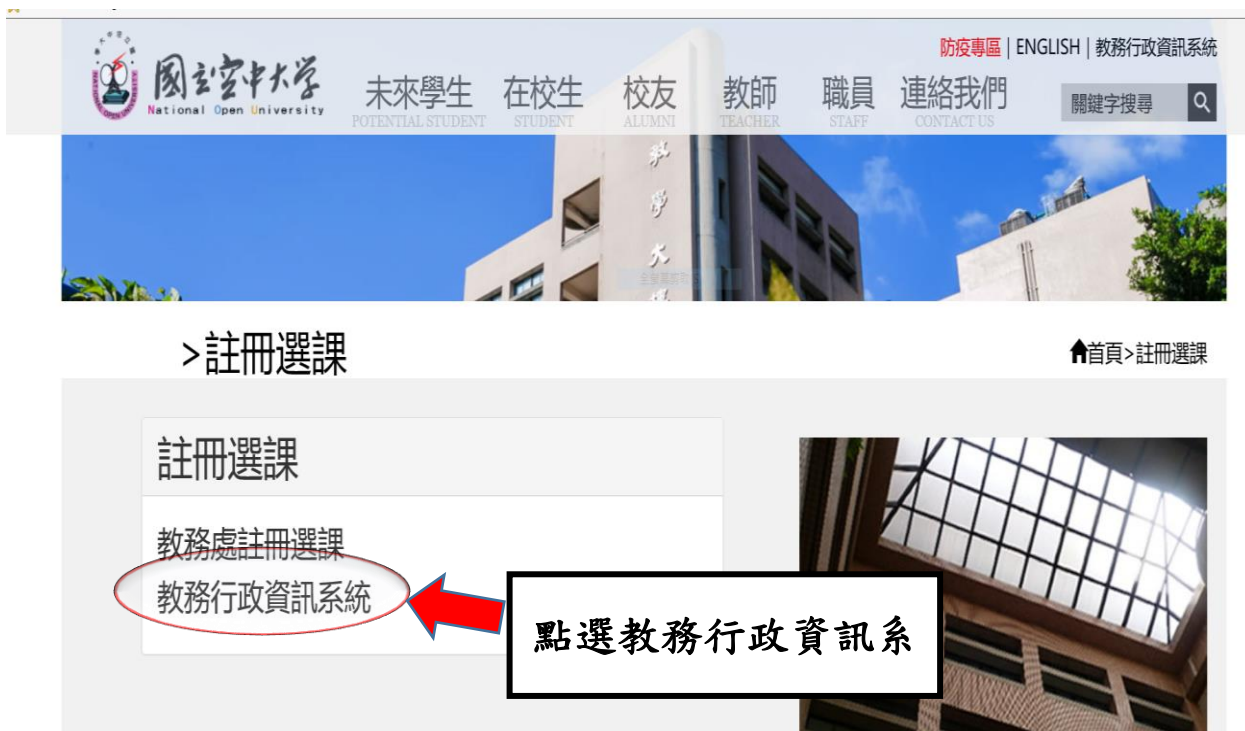 防疫專區 | ENGLISH | 教務行政資訊系統
國立空中大學
National Open University
未來學生 在校生 校友 教師 職員 連絡我們
POTENTIAL STUDENT STUDENT ALUMNI TEACHER STAFF CONTACT US
關鍵字搜尋
教
學
大
>註冊選課
首頁>註冊選課
註冊選課
教務處註冊選課
教務行政資訊系統
點選教務行政資訊系